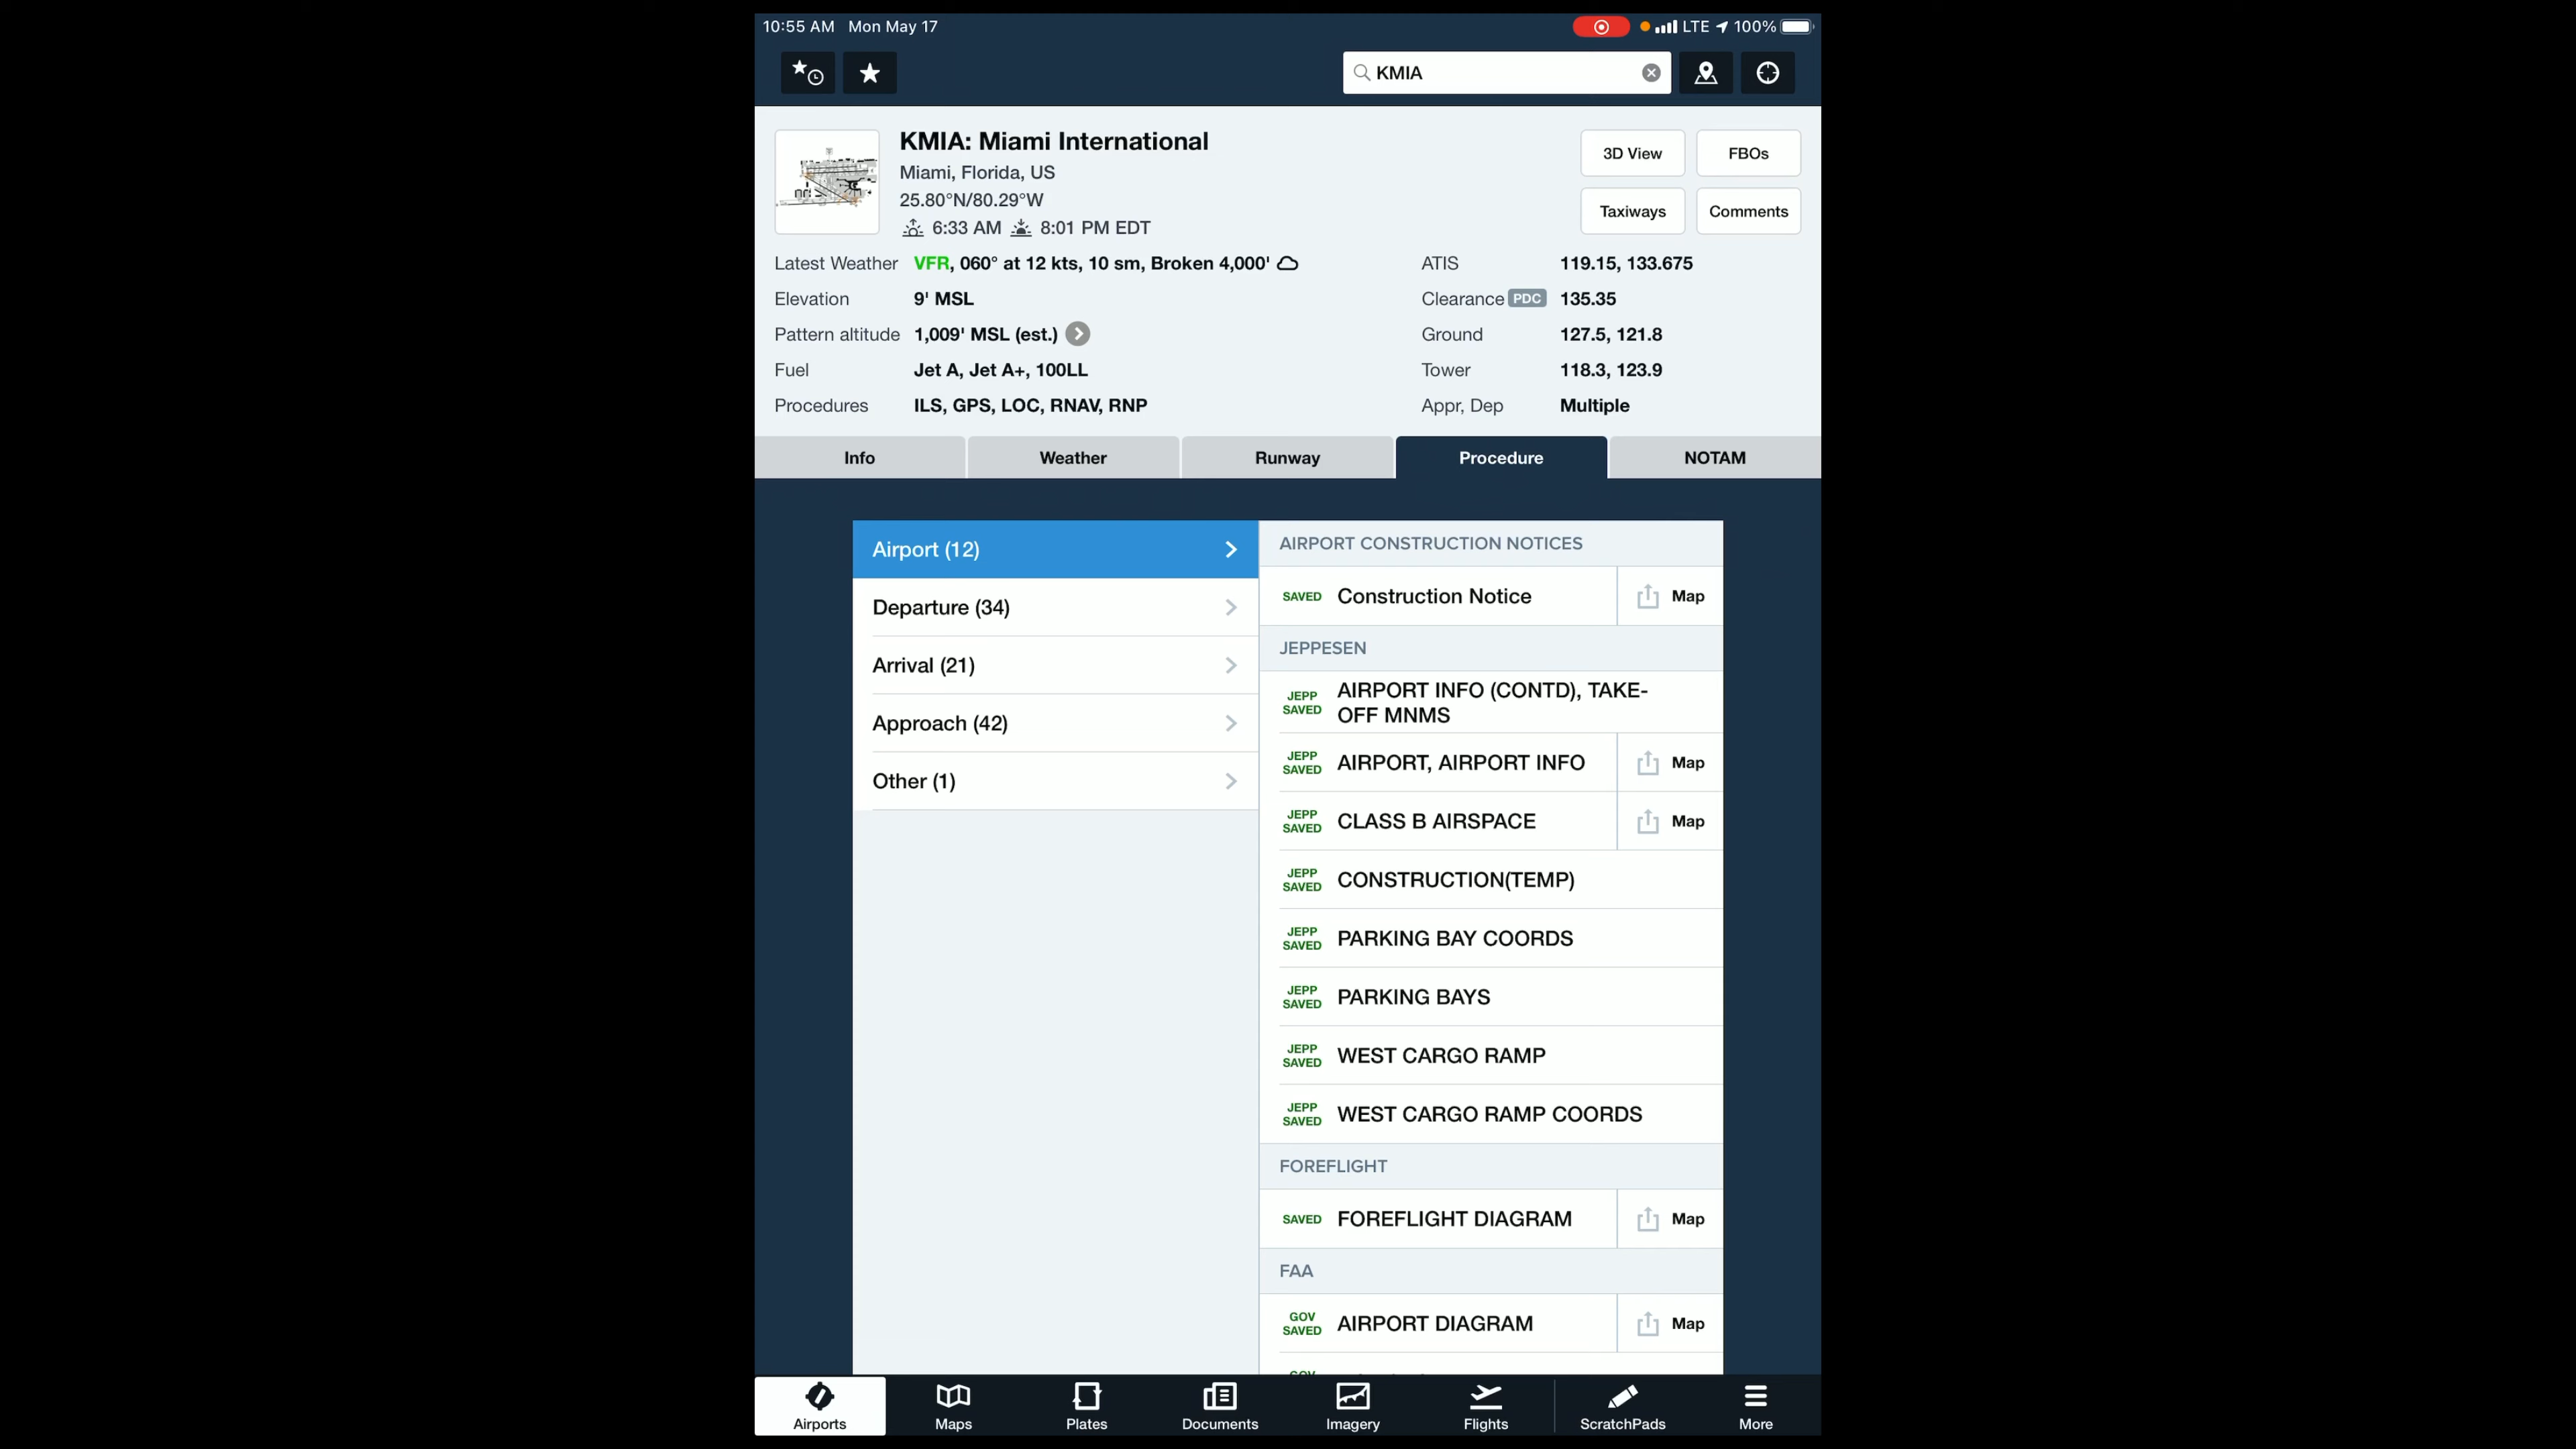 10:55 AM Mon May 17
LTE 100%
KMIA
KMIA: Miami International
3D View FBOs
Miami, Florida, US
25.80°N/80.29°W
Taxiways Comments
6:33 AM 8:01 PM EDT
Latest Weather VFR, 060° at 12 kts, 10 sm, Broken 4,000' ATIS 119.15, 133.675
Elevation 9' MSL Clearance PDC 135.35
Pattern altitude 1,009' MSL (est.) Ground 127.5, 121.8
Fuel Jet A, Jet A+, 100LL Tower 118.3, 123.9
Procedures ILS, GPS, LOC, RNAV, RNP Appr, Dep Multiple
Info Weather Runway Procedure NOTAM
Airport (12)
Departure (34)
Arrival (21)
Approach (42)
Other (1)
AIRPORT CONSTRUCTION NOTICES
SAVED Construction Notice Map
JEPPESEN
JEPP SAVED AIRPORT INFO (CONTD), TAKE-
OFF MNMS
JEPP SAVED AIRPORT, AIRPORT INFO Map
JEPP SAVED CLASS B AIRSPACE Map
JEPP SAVED CONSTRUCTION(TEMP)
JEPP SAVED PARKING BAY COORDS
JEPP SAVED PARKING BAYS
JEPP SAVED WEST CARGO RAMP
JEPP SAVED WEST CARGO RAMP COORDS
FOREFLIGHT
SAVED FOREFLIGHT DIAGRAM Map
FAA
GOV SAVED AIRPORT DIAGRAM Map
Airports Maps Plates Documents Imagery Flights ScratchPads More